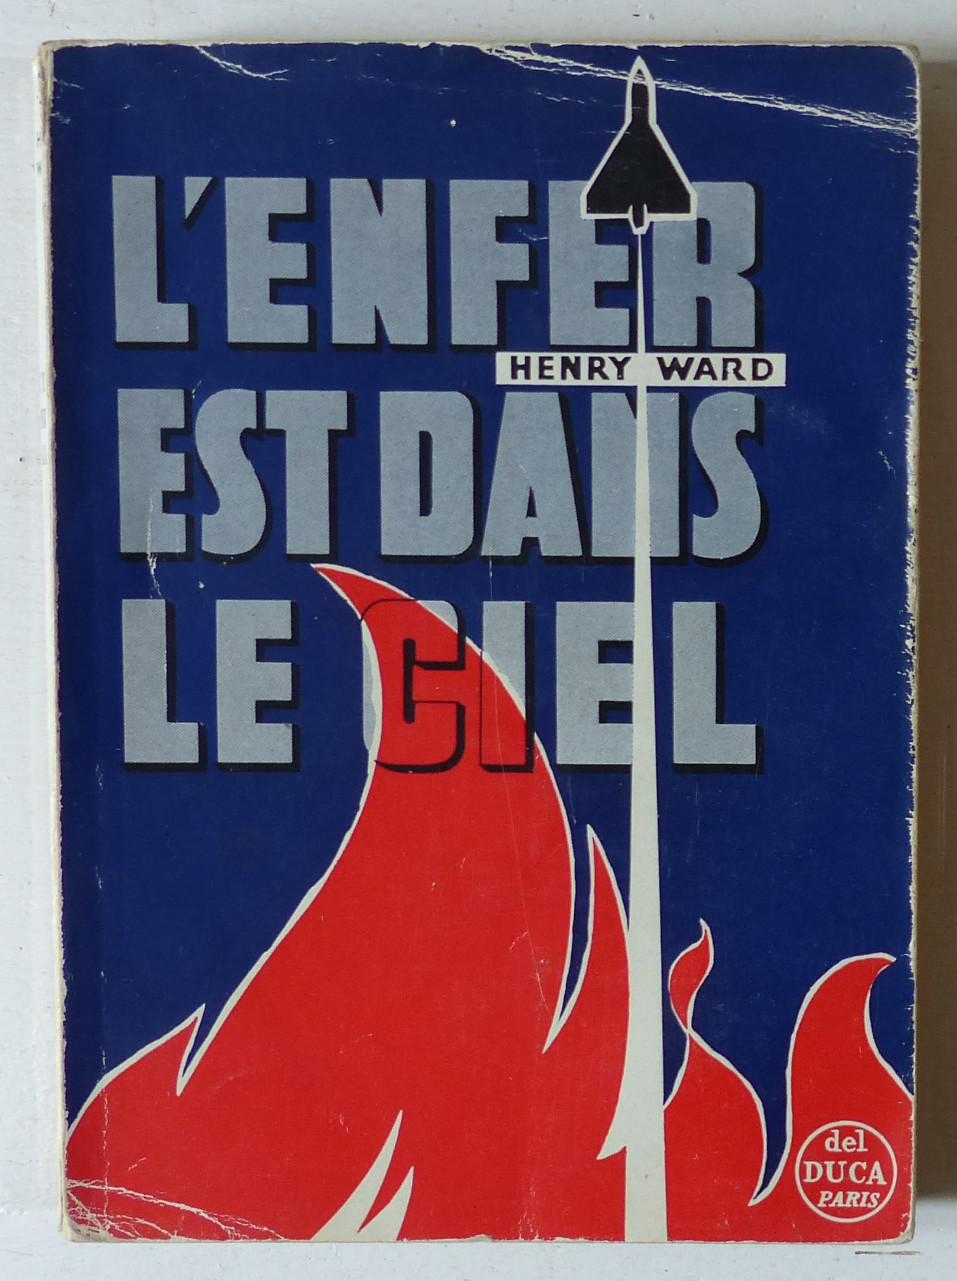 L'ENFER
HENRY WARD
EST DANS
LE CIEL
del
DUCA
PARIS